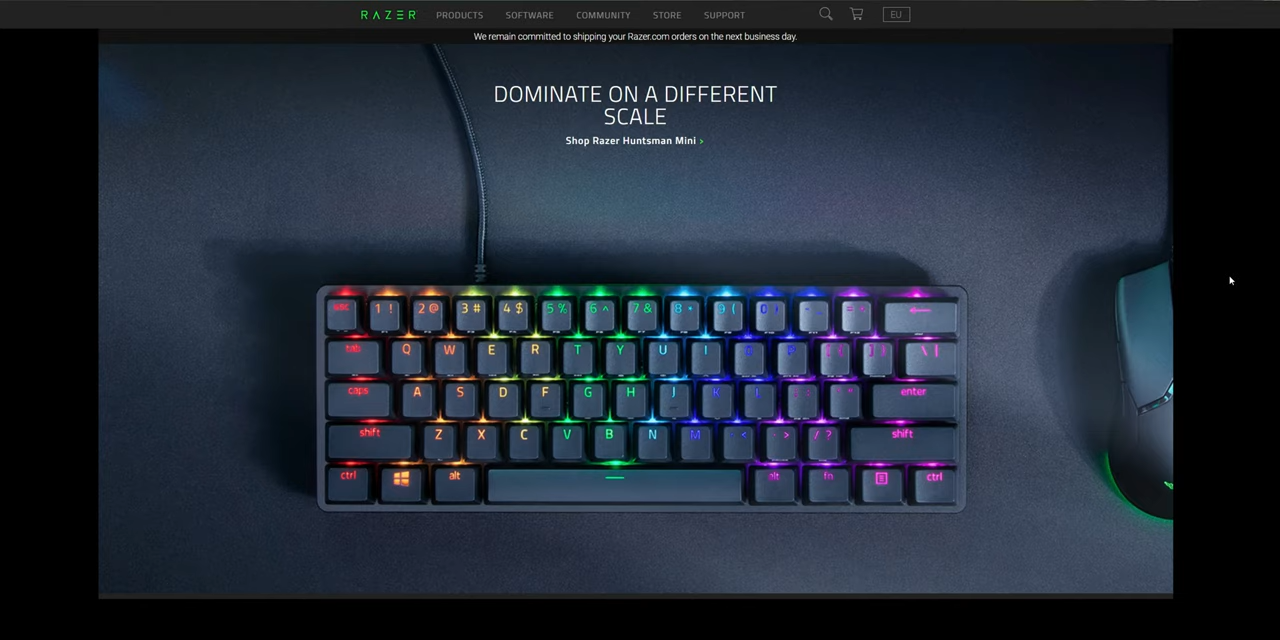 RAZER PRODUCTS SOFTWARE COMMUNITY STORE SUPPORT EU
We remain committed to shipping your Razer.com orders on the next business day.
DOMINATE ON A DIFFERENT
SCALE
Shop Razer Huntsman Mini >
esc 1 ! 2 @ 3 # 4 $ 5 % 6 ^ 7 & 8 * 9 ( 0 )
tab Q W E R T Y U I O P \ |
caps A S D F G H J K L enter
shift Z X C V B N M < > / ? shift
ctrl alt alt fn ctrl